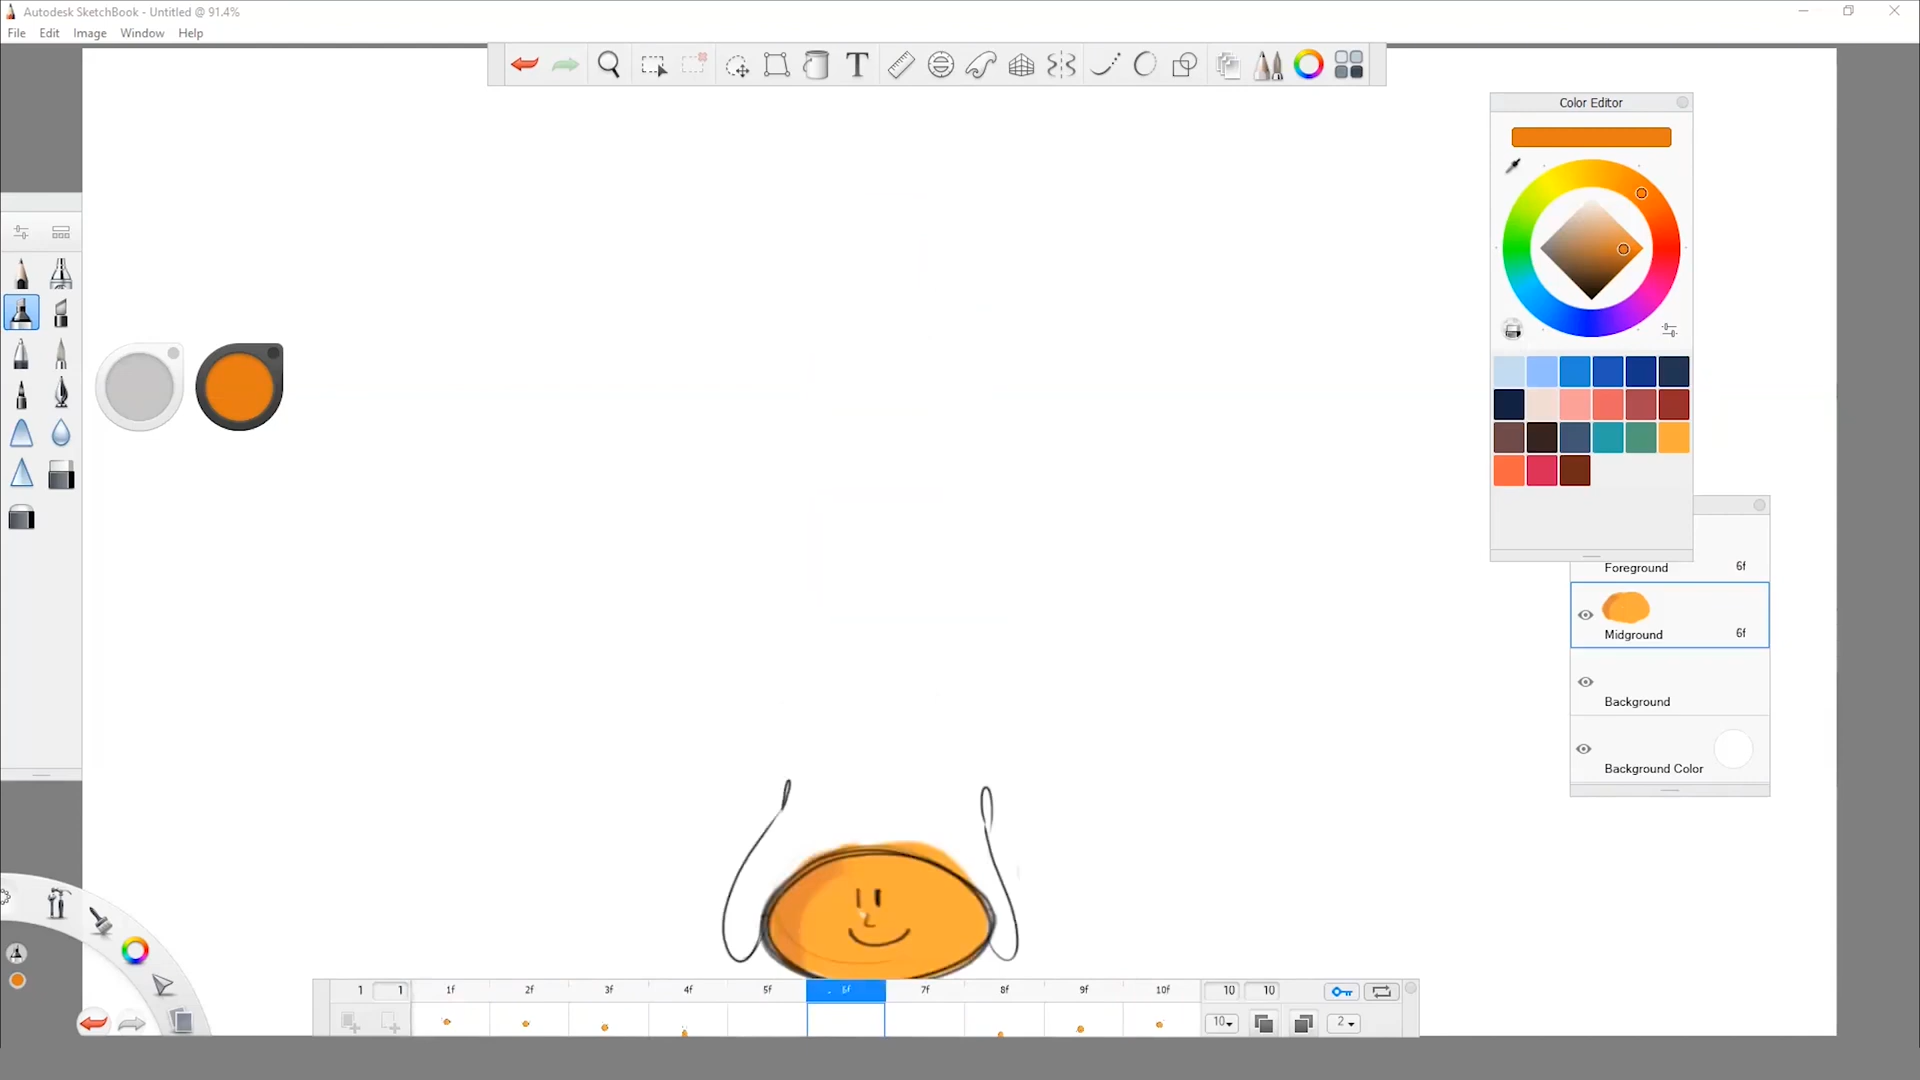 Autodesk SketchBook - Untitled @ 91.4%
File Edit Image Window Help
T
Color Editor
Foreground 6f
Midground 6f
Background
Background Color
1 1 1f 2f 3f 4f 5f 6f 7f 8f 9f 10f 10 10
10 2